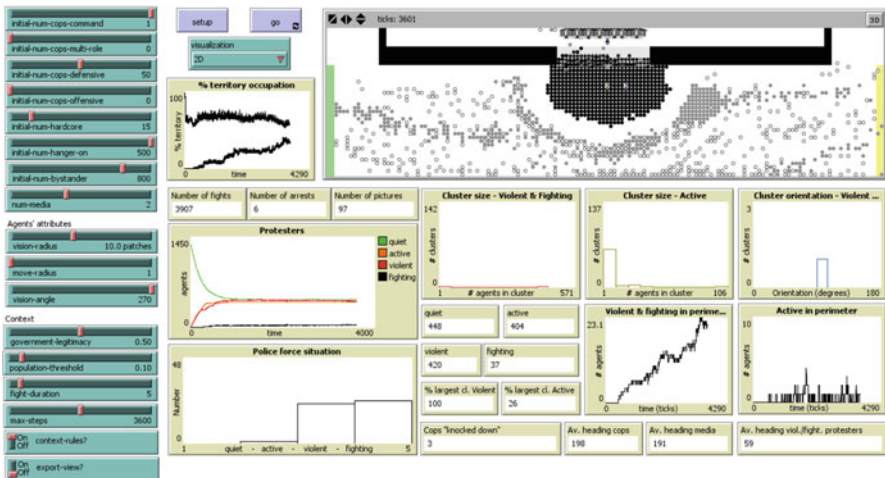 initial-num-cops-command 1
initial-num-cops-multi-role 0
initial-num-cops-defensive 50
initial-num-cops-offensive 0
initial-num-hardcore 15
initial-num-hanger-on 500
initial-num-bystander 800
num-media 2
Agents' attributes
vision-radius 10.0 patches
move-radius 1
vision-angle 270
Context
government-legitimacy 0.50
population-threshold 0.10
fight-duration 5
max-steps 3600
On
Off
context-rules?
On
Off
export-view?
setup
go
visualization
2D
ticks: 3601
3D
% territory occupation
100
% territory
0
0 time 4290
Number of fights
3907
Number of arrests
6
Number of pictures
97
Protesters
1450
agents
0
0 time 4000
quiet
active
violent
fighting
Police force situation
48
Number
0
1 quiet - active - violent - fighting 5
Cluster size - Violent & Fighting
142
# clusters
0
1 # agents in cluster 571
Cluster size - Active
137
# clusters
0
1 # agents in cluster 106
Cluster orientation - Violent ...
3
# clusters
0
0 Orientation (degrees) 180
quiet
448
active
404
violent
420
fighting
37
% largest cl. Violent
100
% largest cl. Active
26
Violent & fighting in perime...
23.1
# agents
0
0 time (ticks) 4290
Active in perimeter
10
# agents
0
0 time (ticks) 4290
Cops "knocked down"
3
Av. heading cops
198
Av. heading media
191
Av. heading viol./fight. protesters
59